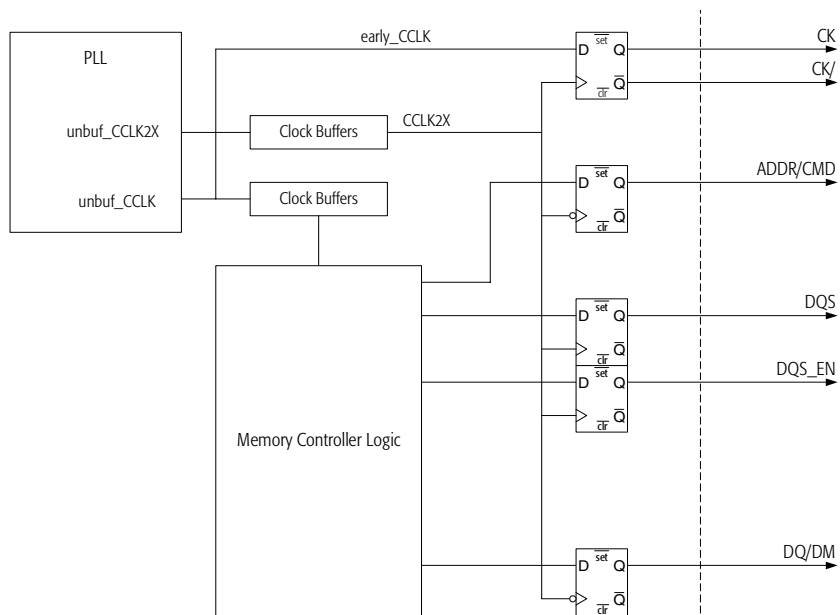 early_CCLK
CK
PLL
D set Q
CK/
Q
clr
unbuf_CCLK2X
Clock Buffers
CCLK2X
ADDR/CMD
unbuf_CCLK
Clock Buffers
D set Q
Q
clr
DQS
D set Q
Q
clr
DQS_EN
D set Q
Q
clr
Memory Controller Logic
DQ/DM
D set Q
Q
clr